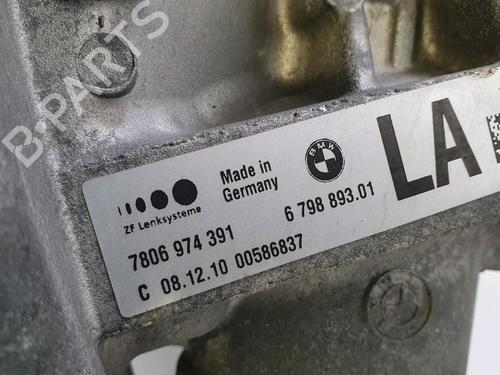 B-PARTS
ZF Lenksysteme
Made in
Germany
BMW
LA
7806 974 391
6 798 893.01
C 08.12.10 00586837